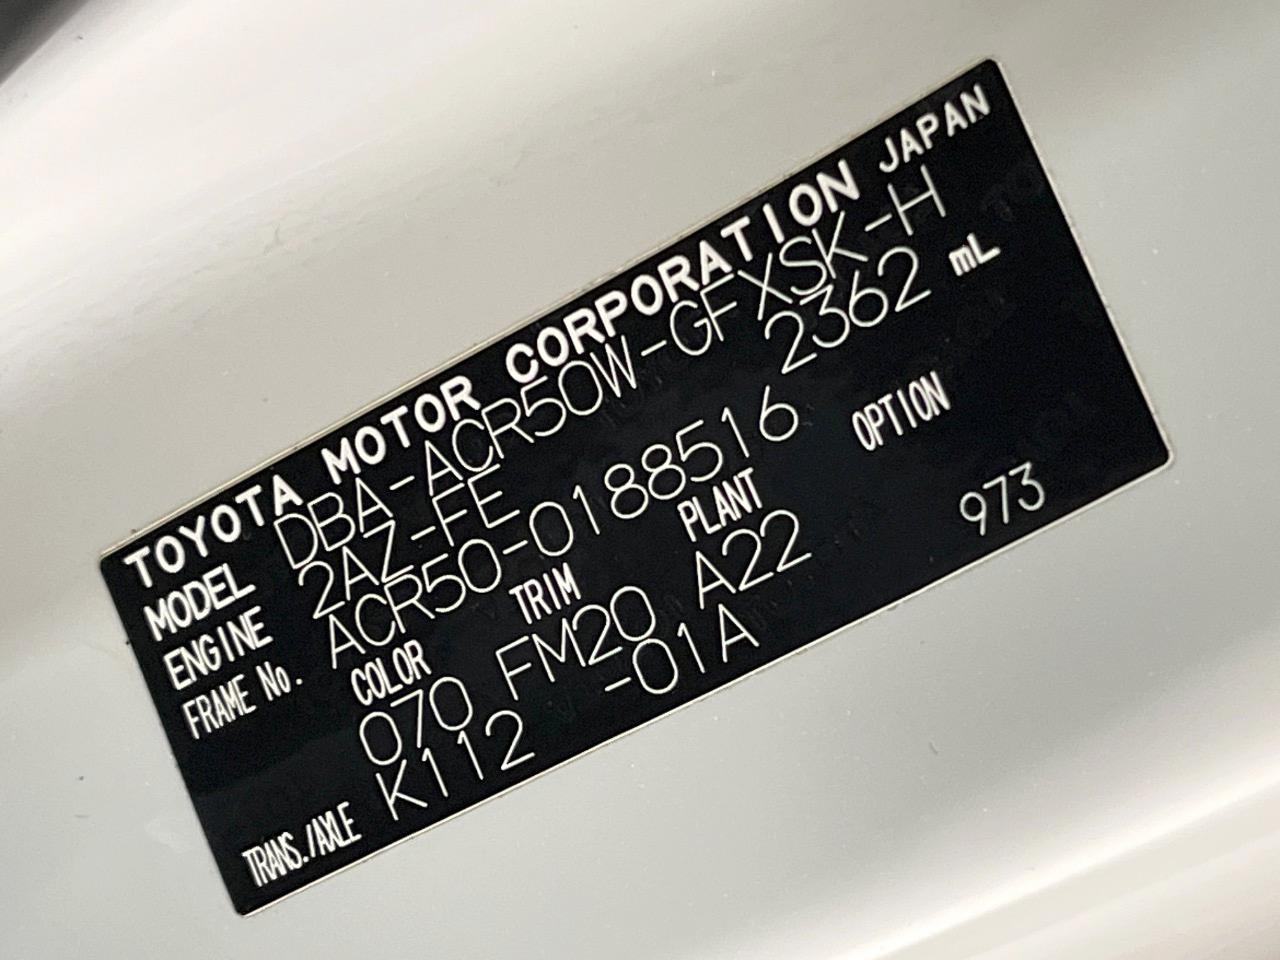 TOYOTA MOTOR CORPORATION JAPAN
MODEL DBA-ACR50W-GFXSK-H
ENGINE 2AZ-FE 2362 mL
FRAME No. ACR50-0188516
COLOR TRIM PLANT OPTION
070 FM20 A22 973
TRANS./AXLE K112 -01A